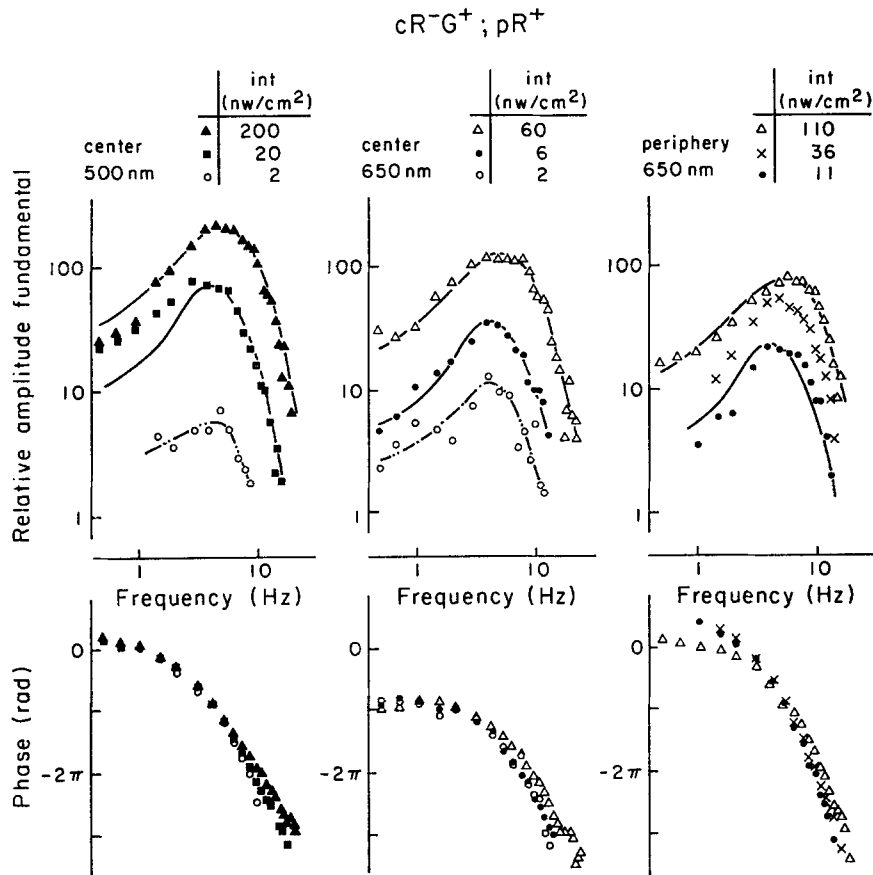 cR⁻G⁺ ; pR⁺
int
(nw/cm²)
center
500 nm
▲ 200
■ 20
○ 2
int
(nw/cm²)
center
650 nm
△ 60
● 6
○ 2
int
(nw/cm²)
periphery
650 nm
△ 110
× 36
● 11
Relative amplitude fundamental
100
10
1
100
10
1
100
10
1
1 10
1 10
1 10
Frequency (Hz)
Frequency (Hz)
Frequency (Hz)
Phase (rad)
0
-2π
0
-2π
0
-2π